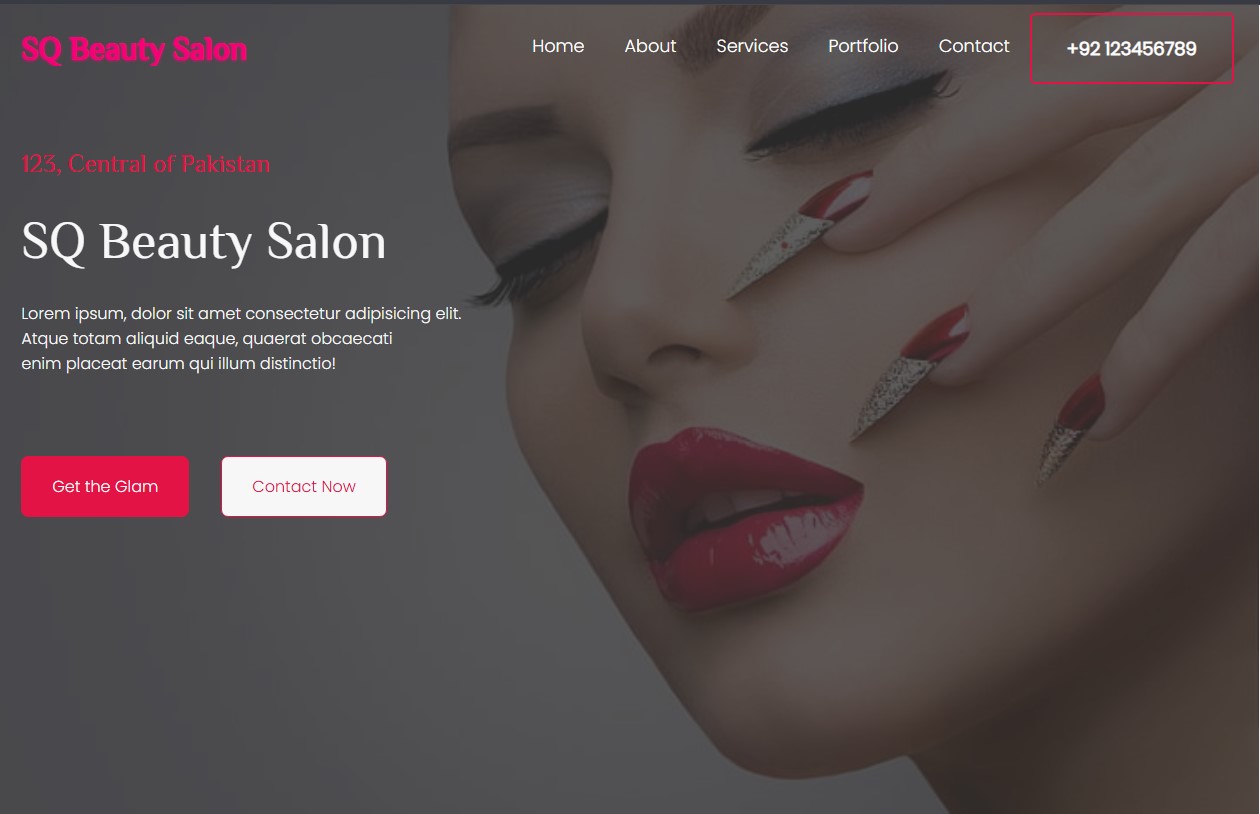 SQ Beauty Salon
Home
About
Services
Portfolio
Contact
+92 123456789
123, Central of Pakistan
SQ Beauty Salon
Lorem ipsum, dolor sit amet consectetur adipisicing elit.
Atque totam aliquid eaque, quaerat obcaecati
enim placeat earum qui illum distinctio!
Get the Glam
Contact Now